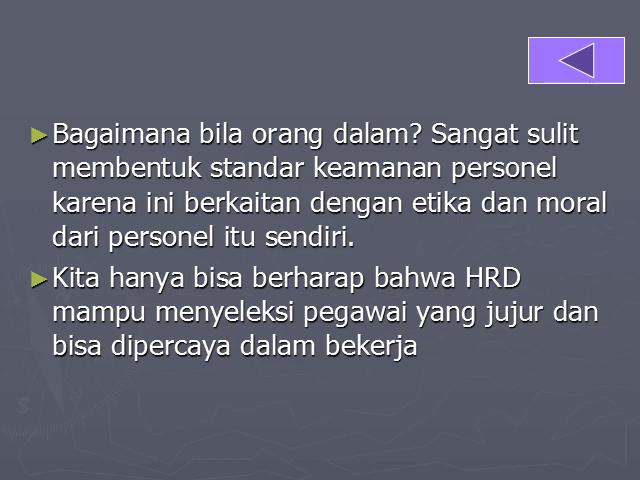 Bagaimana bila orang dalam? Sangat sulit
membentuk standar keamanan personel
karena ini berkaitan dengan etika dan moral
dari personel itu sendiri.
Kita hanya bisa berharap bahwa HRD
mampu menyeleksi pegawai yang jujur dan
bisa dipercaya dalam bekerja